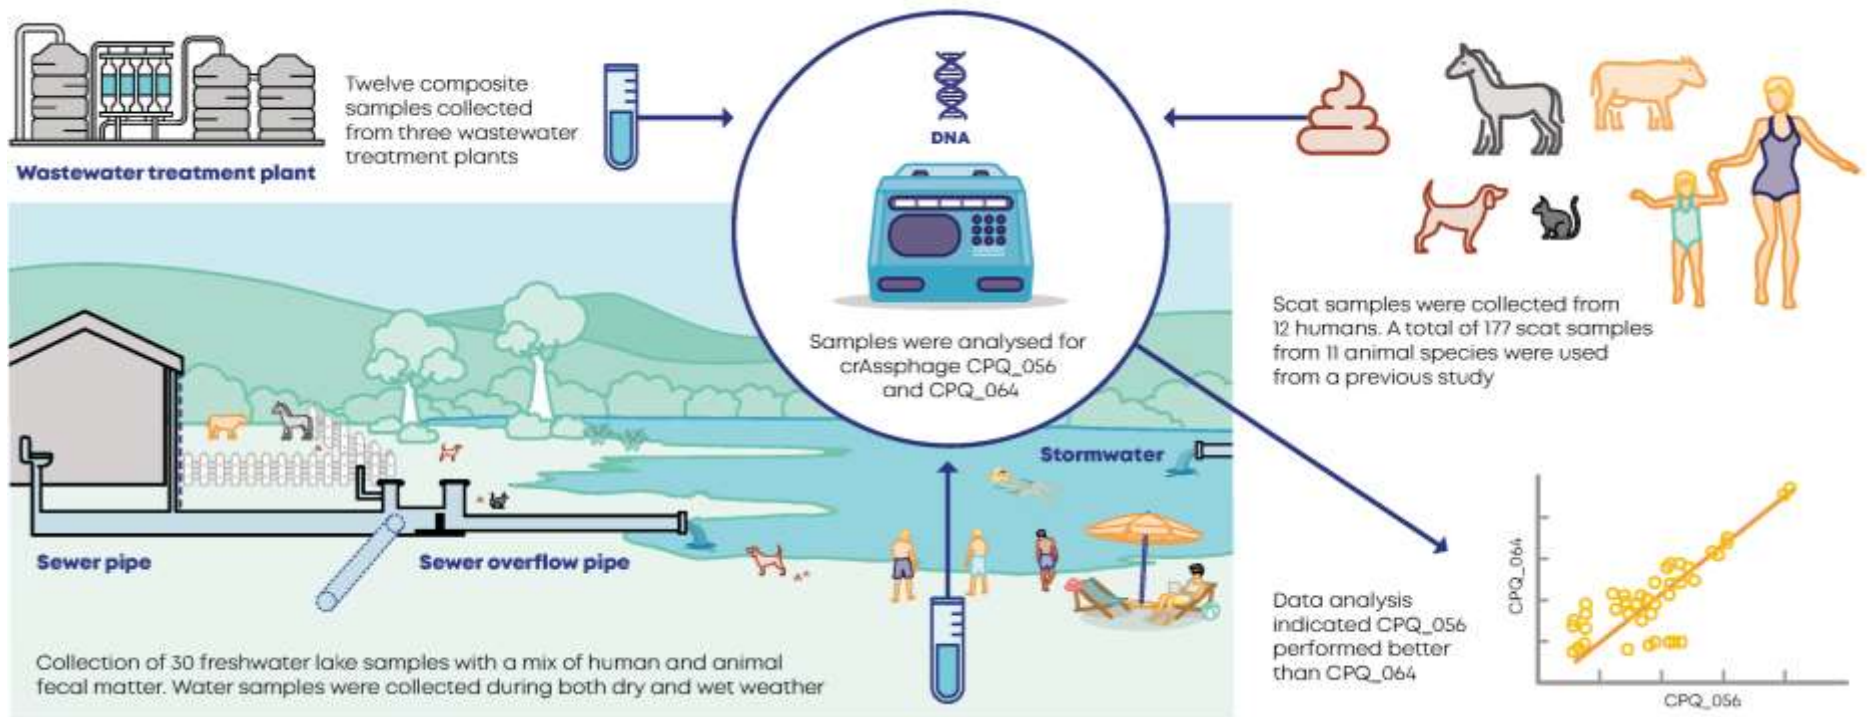 Twelve composite
samples collected
from three wastewater
treatment plants
Wastewater treatment plant
DNA
Samples were analysed for
crAssphage CPQ_056
and CPQ_064
Scat samples were collected from
12 humans. A total of 177 scat samples
from 11 animal species were used
from a previous study
Stormwater
Sewer pipe
Sewer overflow pipe
Collection of 30 freshwater lake samples with a mix of human and animal
fecal matter. Water samples were collected during both dry and wet weather
Data analysis
indicated CPQ_056
performed better
than CPQ_064
CPQ_064
CPQ_056